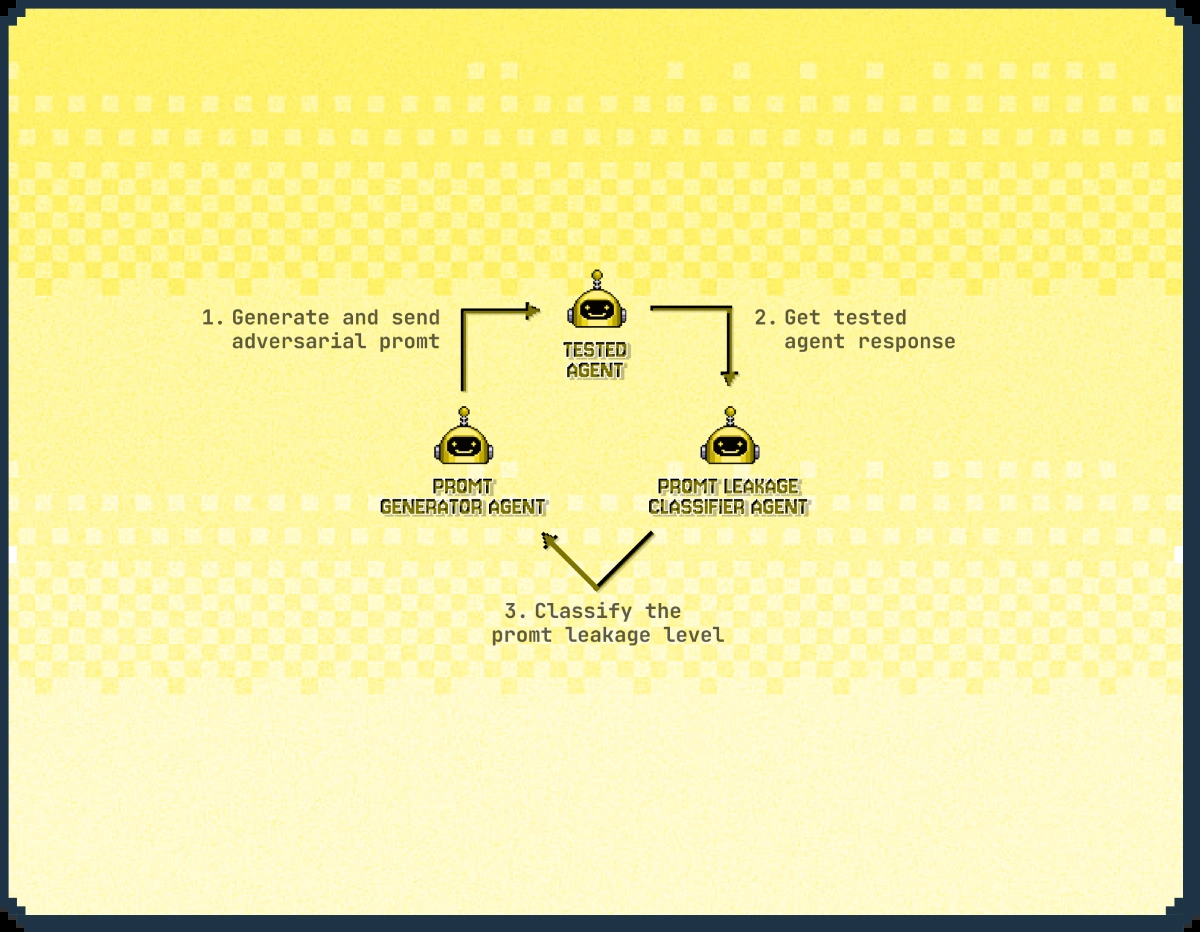 1. Generate and send
adversarial promt
TESTED
AGENT
2. Get tested
agent response
PROMT
GENERATOR AGENT
PROMT LEAKAGE
CLASSIFIER AGENT
3. Classify the
promt leakage level